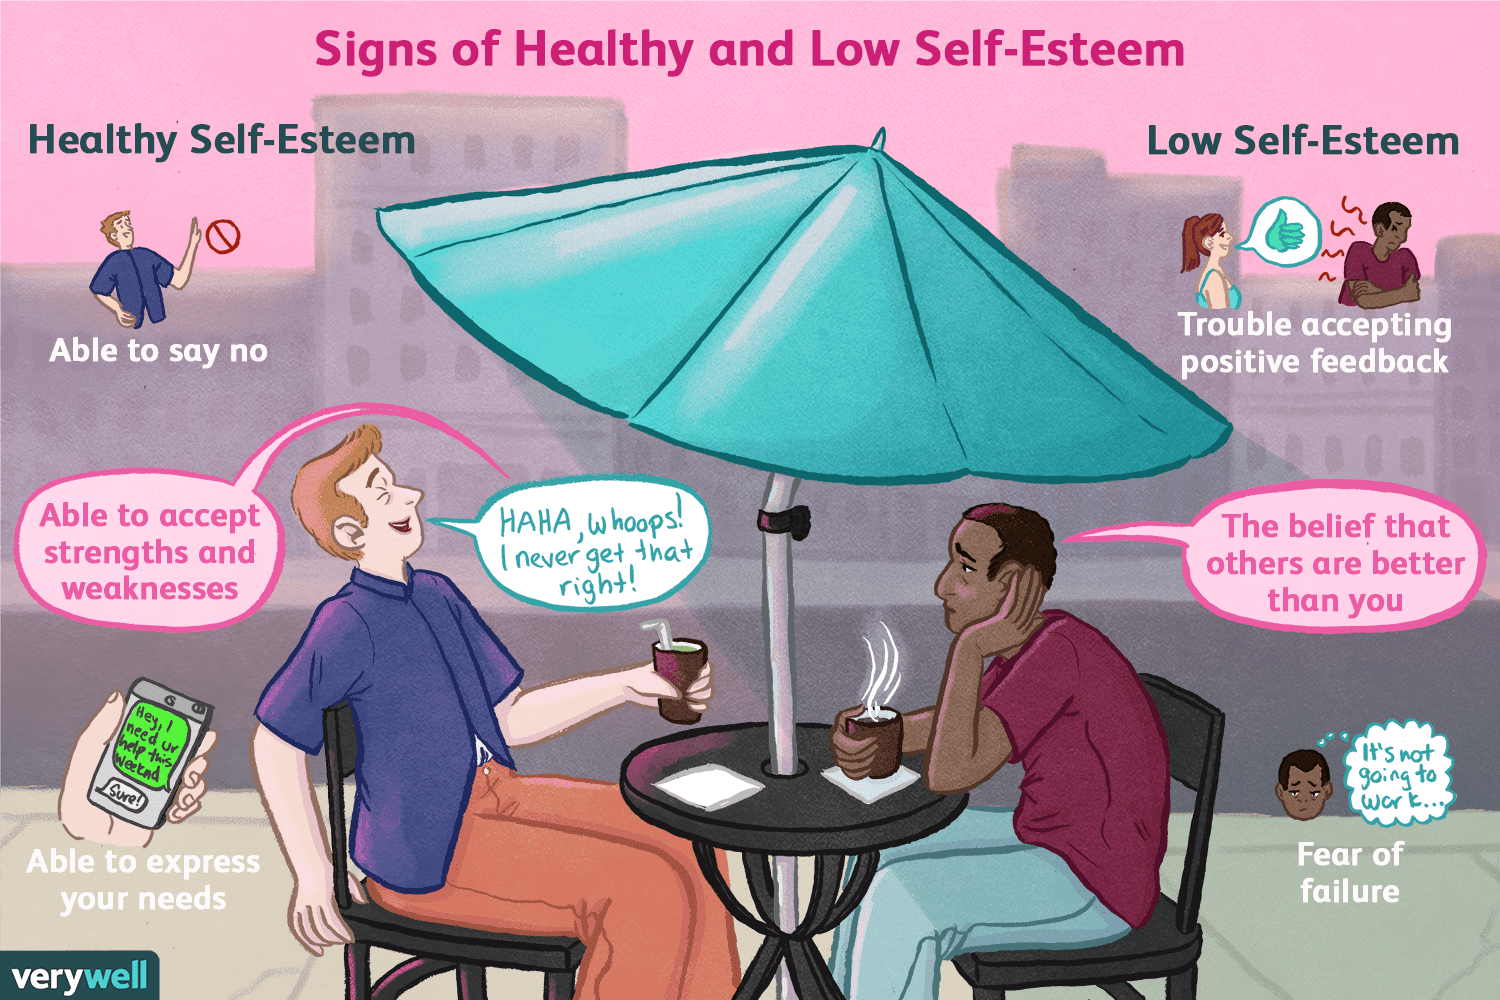 Signs of Healthy and Low Self-Esteem
Healthy Self-Esteem
Able to say no
Able to accept
strengths and
weaknesses
HAHA, whoops!
I never get that
right!
Hey, I
need ur
help this
weeknd
Sure!
Able to express
your needs
Low Self-Esteem
Trouble accepting
positive feedback
The belief that
others are better
than you
It's not
going to
work...
Fear of
failure
verywell